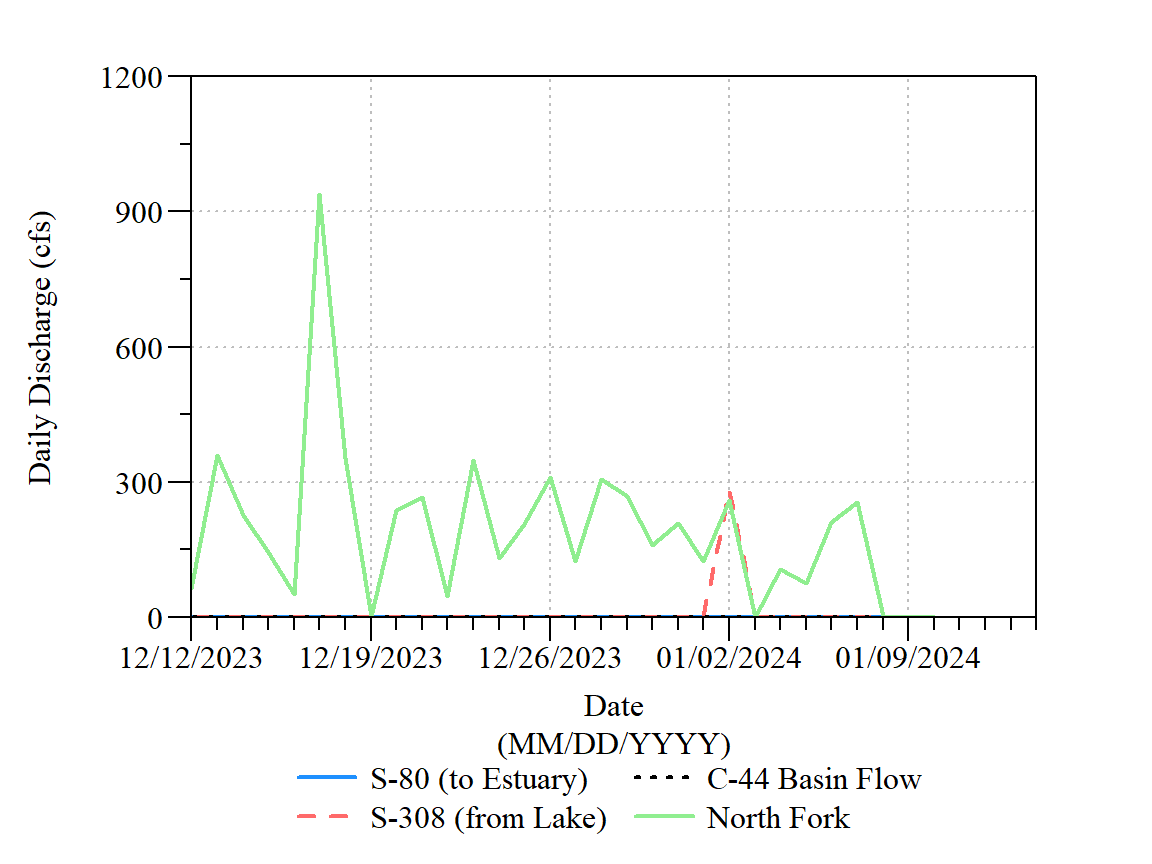 1200
900
600
300
0
Daily Discharge (cfs)
12/12/2023 12/19/2023 12/26/2023 01/02/2024 01/09/2024
Date
(MM/DD/YYYY)
S-80 (to Estuary) C-44 Basin Flow
S-308 (from Lake) North Fork